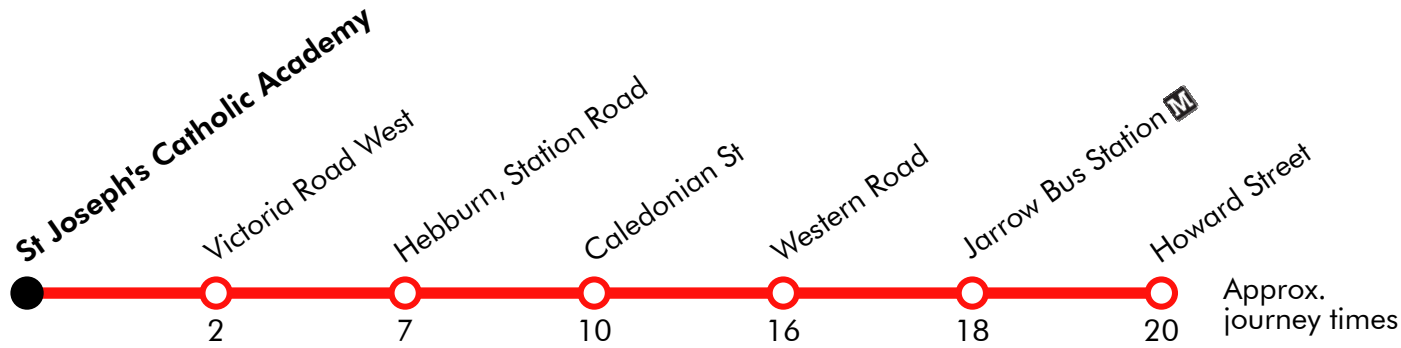 St Joseph's Catholic Academy
Victoria Road West
Hebburn, Station Road
Caledonian St
Western Road
Jarrow Bus Station M
Howard Street
2
7
10
16
18
20
Approx.
journey times